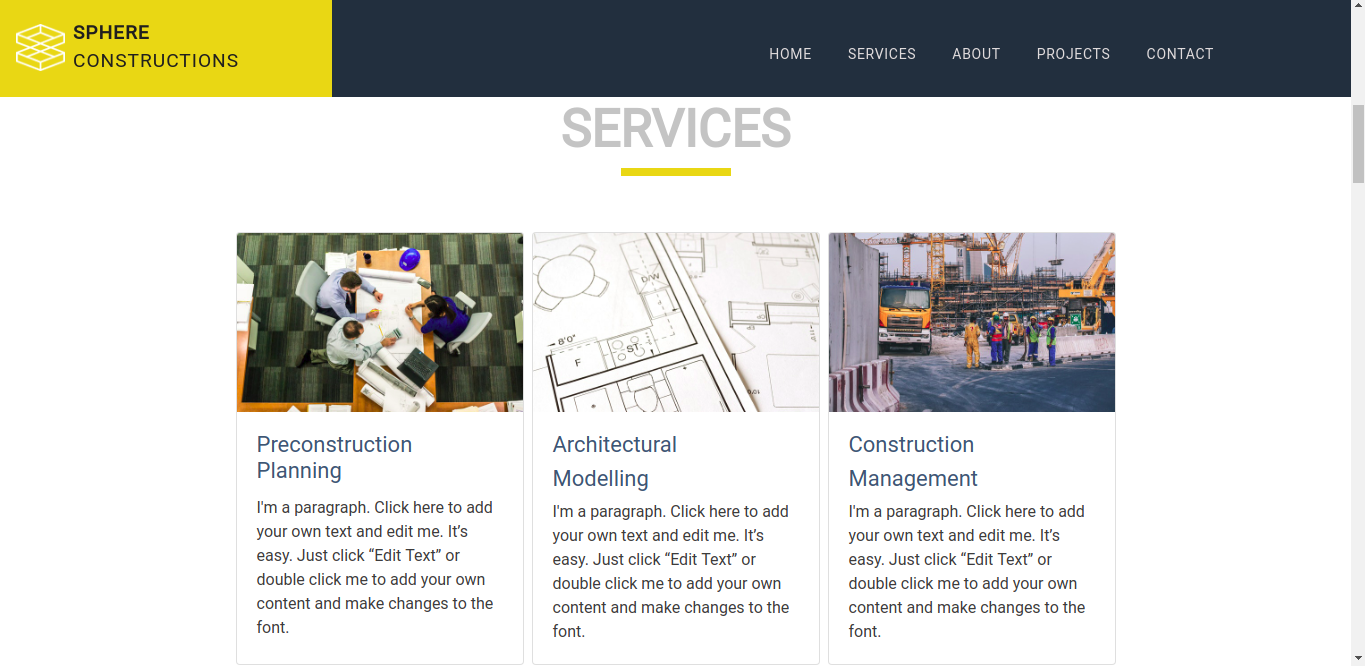 SPHERE
CONSTRUCTIONS
HOME SERVICES ABOUT PROJECTS CONTACT
SERVICES
D/W
8'0"
F
ST
Preconstruction
Planning
I'm a paragraph. Click here to add
your own text and edit me. It’s
easy. Just click “Edit Text” or
double click me to add your own
content and make changes to the
font.
Architectural
Modelling
I'm a paragraph. Click here to add
your own text and edit me. It’s
easy. Just click “Edit Text” or
double click me to add your own
content and make changes to the
font.
Construction
Management
I'm a paragraph. Click here to add
your own text and edit me. It’s
easy. Just click “Edit Text” or
double click me to add your own
content and make changes to the
font.